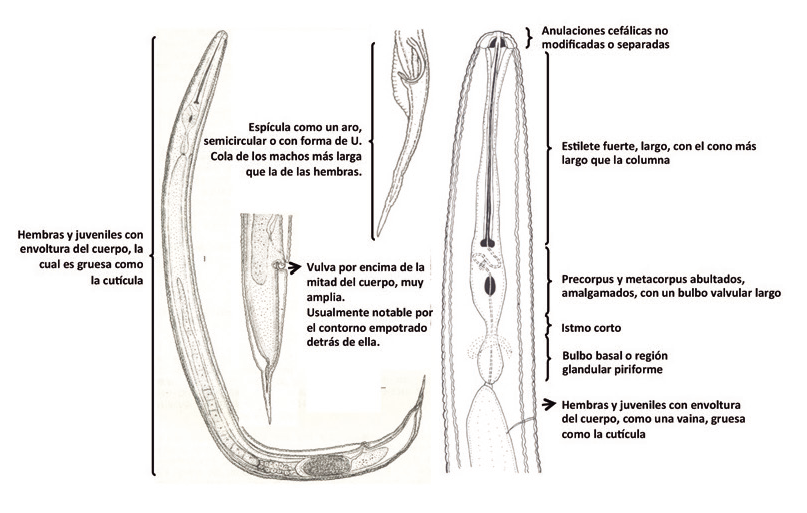 Anulaciones cefálicas no
modificadas o separadas
Espícula como un aro,
semicircular o con forma de U.
Cola de los machos más larga
que la de las hembras.
Estilete fuerte, largo, con el cono más
largo que la columna
Hembras y juveniles con
envoltura del cuerpo, la
cual es gruesa como
la cutícula
Vulva por encima de la
mitad del cuerpo, muy
amplia.
Usualmente notable por
el contorno empotrado
detrás de ella.
Precorpus y metacorpus abultados,
amalgamados, con un bulbo valvular largo
Istmo corto
Bulbo basal o región
glandular piriforme
Hembras y juveniles con envoltura
del cuerpo, como una vaina, gruesa
como la cutícula